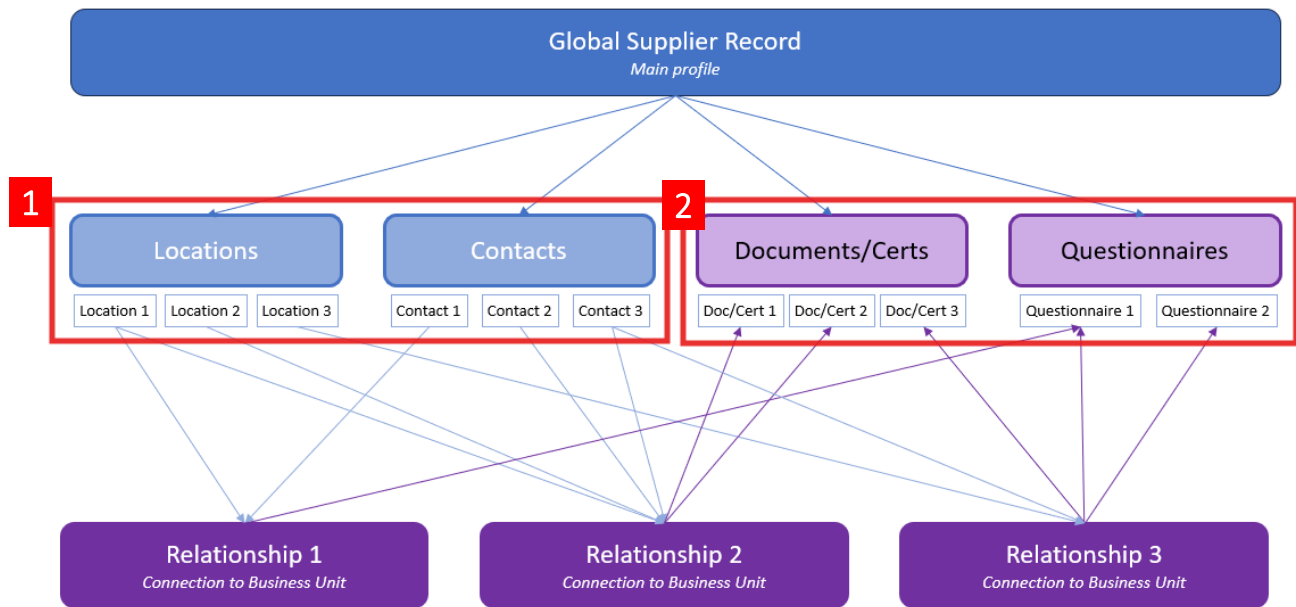 Global Supplier Record
Main profile
1
2
Locations
Contacts
Documents/Certs
Questionnaires
Location 1
Location 2
Location 3
Contact 1
Contact 2
Contact 3
Doc/Cert 1
Doc/Cert 2
Doc/Cert 3
Questionnaire 1
Questionnaire 2
Relationship 1
Connection to Business Unit
Relationship 2
Connection to Business Unit
Relationship 3
Connection to Business Unit